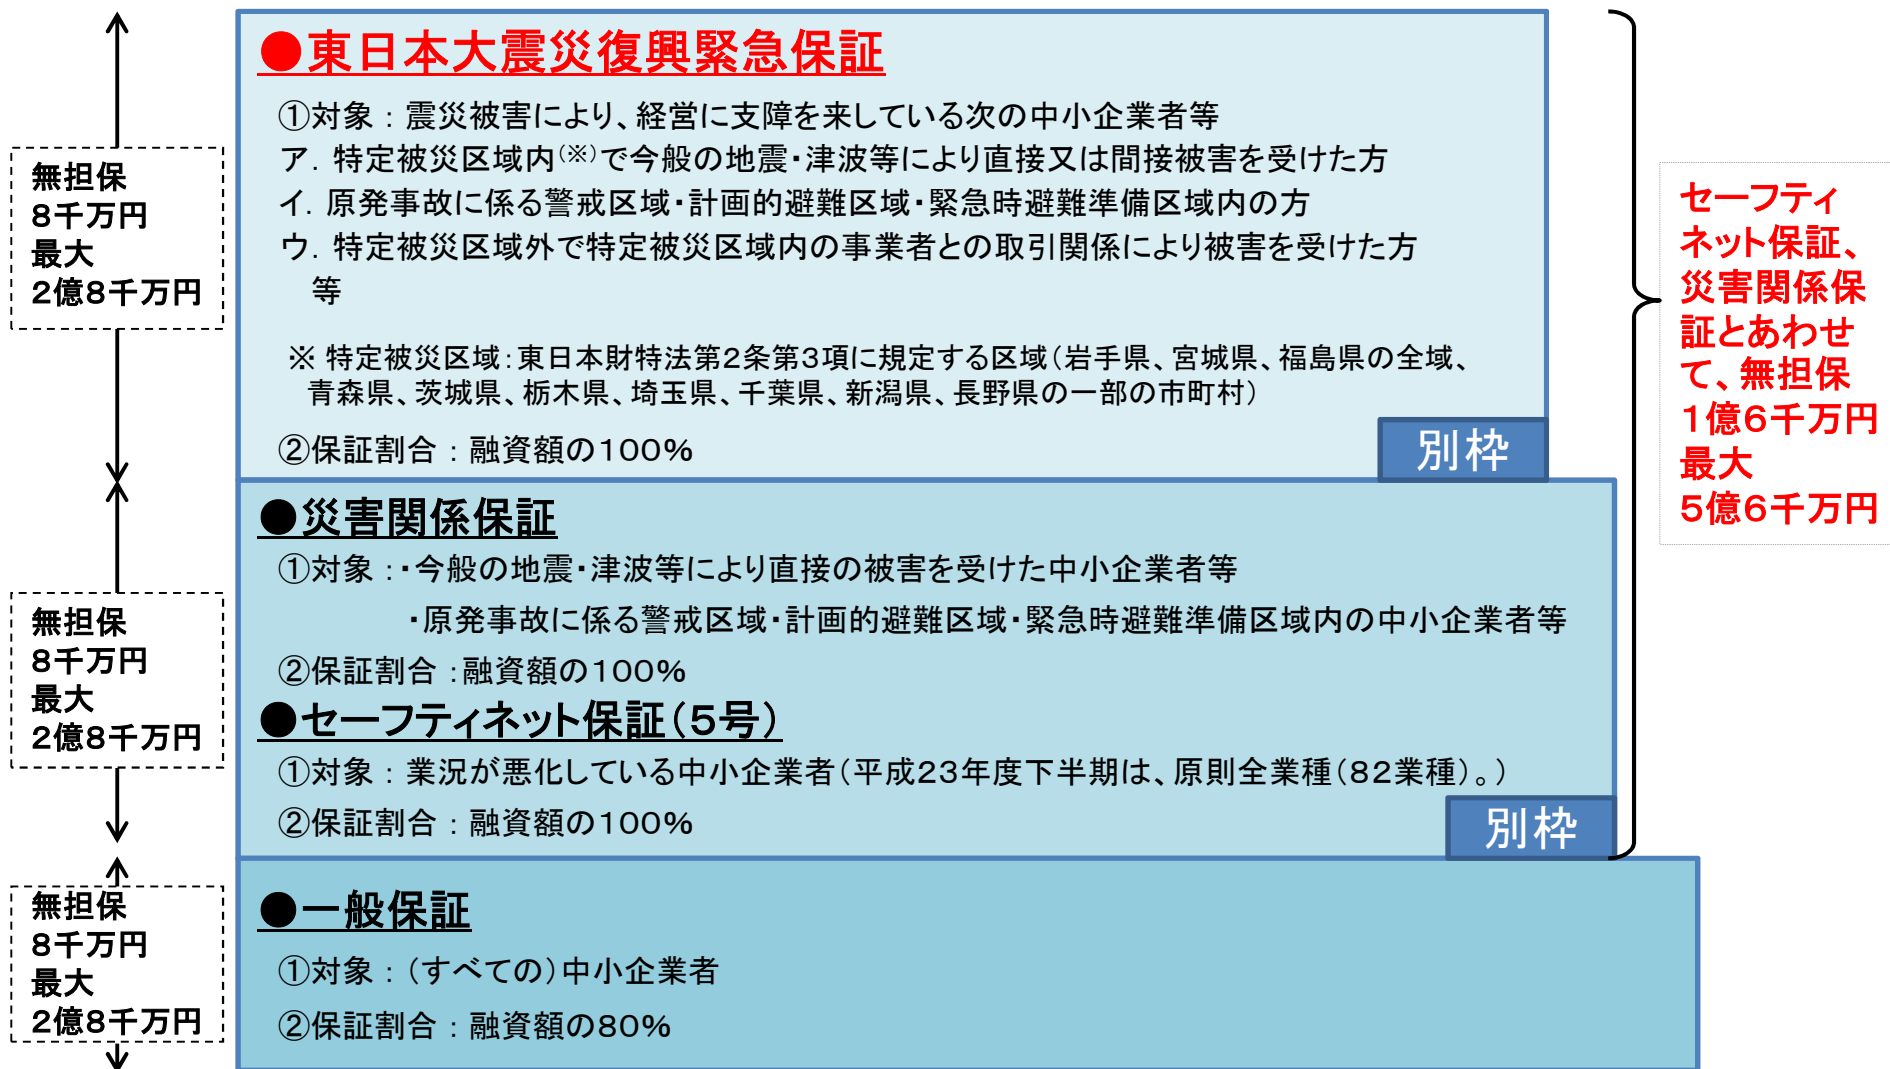 ●東日本大震災復興緊急保証
①対象：震災被害により、経営に支障を来している次の中小企業者等
ア．特定被災区域内(※)で今般の地震・津波等により直接又は間接被害を受けた方
イ．原発事故に係る警戒区域・計画的避難区域・緊急時避難準備区域内の方
ウ．特定被災区域外で特定被災区域内の事業者との取引関係により被害を受けた方
等
※ 特定被災区域：東日本財特法第２条第３項に規定する区域（岩手県、宮城県、福島県の全域、
青森県、茨城県、栃木県、埼玉県、千葉県、新潟県、長野県の一部の市町村）
②保証割合：融資額の１００％
別枠
無担保
８千万円
最大
２億８千万円
●災害関係保証
①対象：・今般の地震・津波等により直接の被害を受けた中小企業者等
・原発事故に係る警戒区域・計画的避難区域・緊急時避難準備区域内の中小企業者等
②保証割合：融資額の１００％
●セーフティネット保証（５号）
①対象：業況が悪化している中小企業者（平成２３年度下半期は、原則全業種（８２業種）。）
②保証割合：融資額の１００％
別枠
無担保
８千万円
最大
２億８千万円
●一般保証
①対象：（すべての）中小企業者
②保証割合：融資額の８０％
無担保
８千万円
最大
２億８千万円
セーフティ
ネット保証、
災害関係保
証とあわせ
て、無担保
１億６千万円
最大
５億６千万円